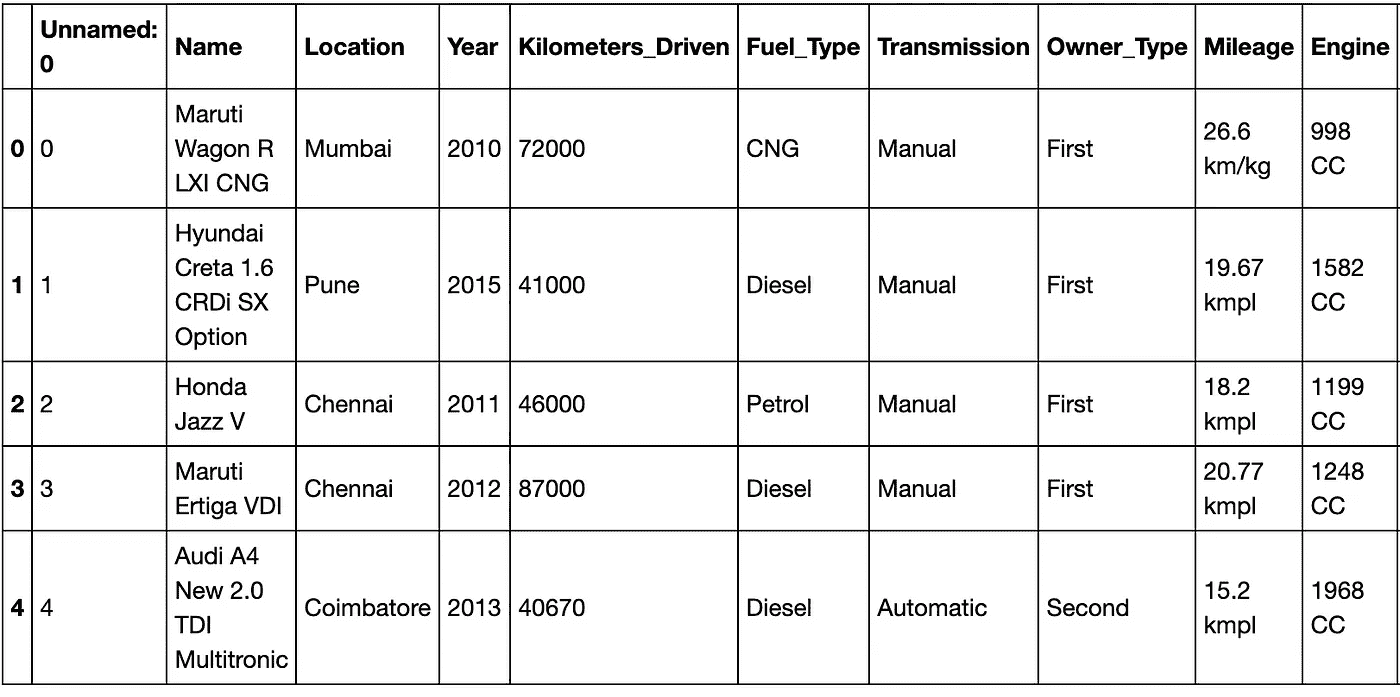 Unnamed: 0 Name Location Year Kilometers_Driven Fuel_Type Transmission Owner_Type Mileage Engine
0 0 Maruti Wagon R LXI CNG Mumbai 2010 72000 CNG Manual First 26.6 km/kg 998 CC
1 1 Hyundai Creta 1.6 CRDi SX Option Pune 2015 41000 Diesel Manual First 19.67 kmpl 1582 CC
2 2 Honda Jazz V Chennai 2011 46000 Petrol Manual First 18.2 kmpl 1199 CC
3 3 Maruti Ertiga VDI Chennai 2012 87000 Diesel Manual First 20.77 kmpl 1248 CC
4 4 Audi A4 New 2.0 TDI Multitronic Coimbatore 2013 40670 Diesel Automatic Second 15.2 kmpl 1968 CC